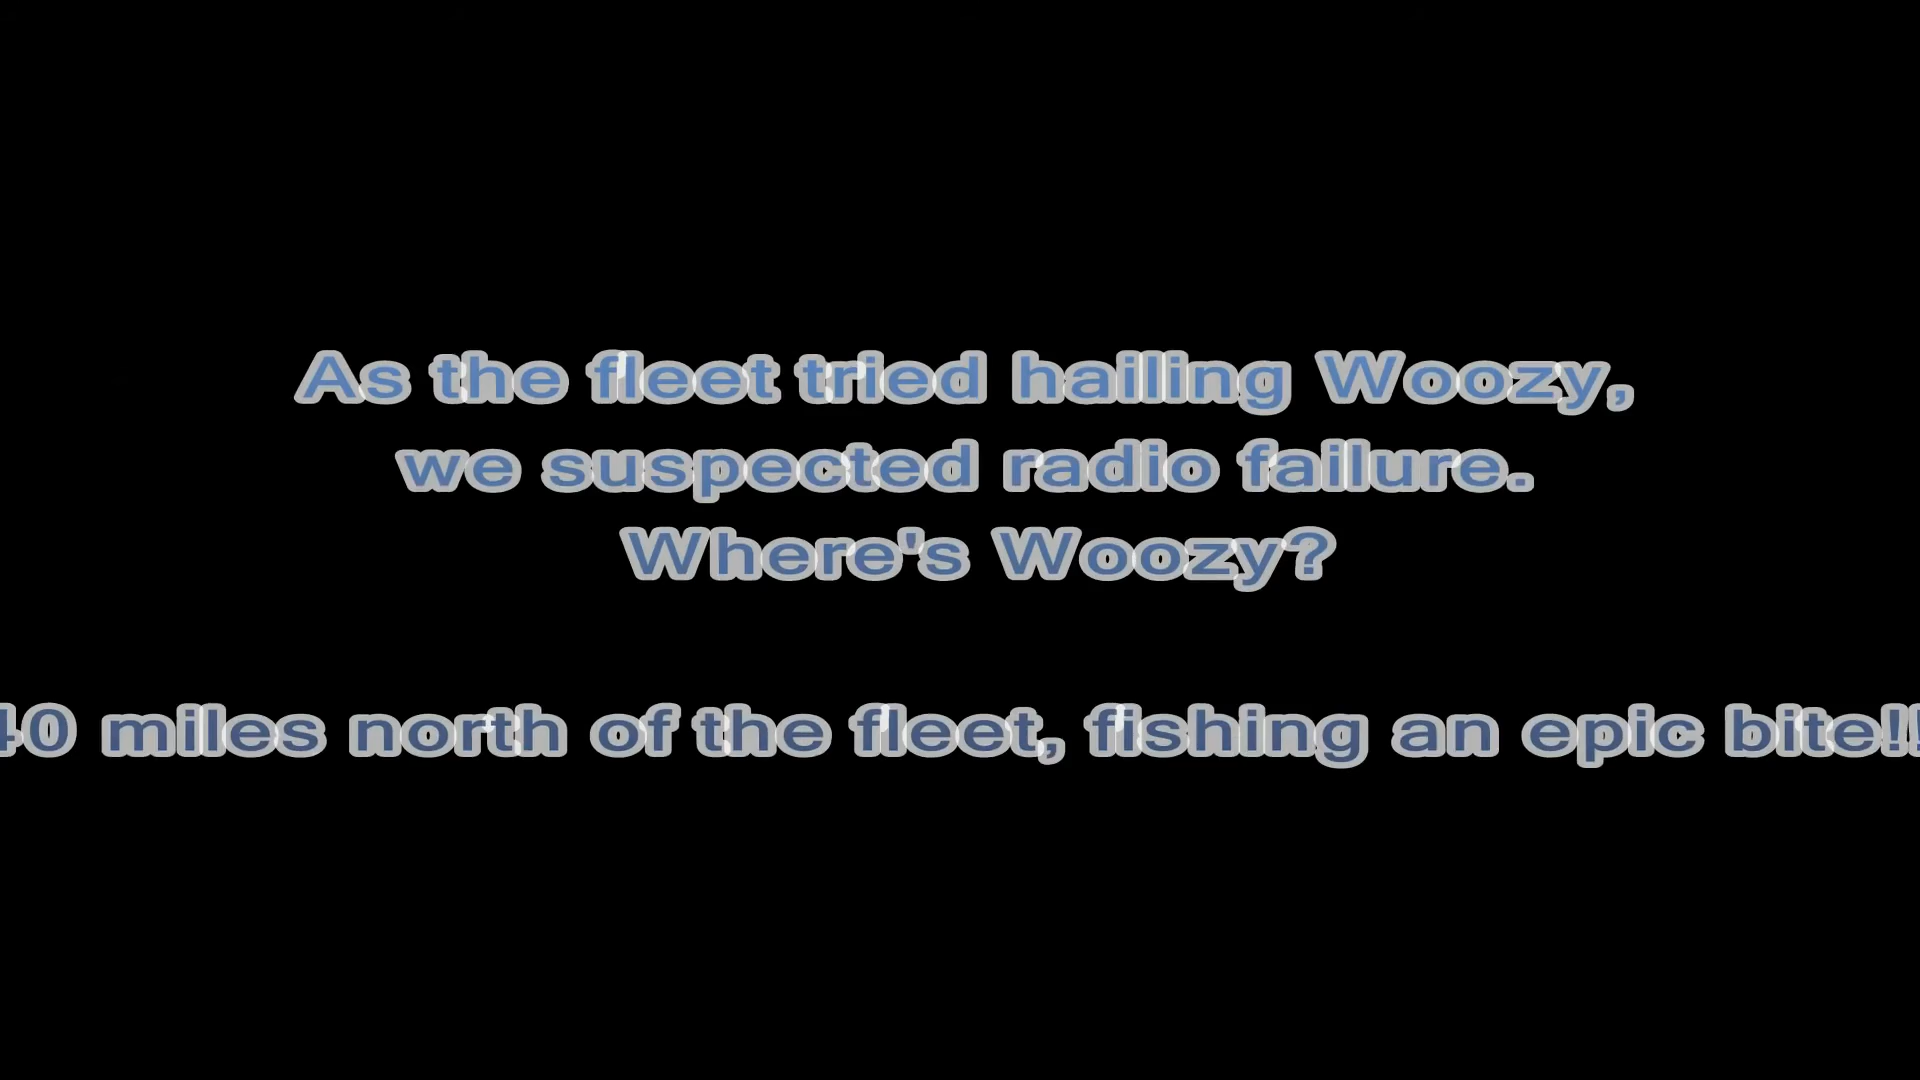 As the fleet tried hailing Woozy,
we suspected radio failure.
Where's Woozy?
40 miles north of the fleet, fishing an epic bite!!